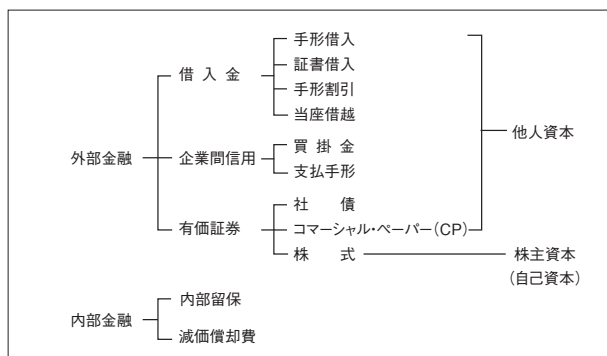 手形借入
証書借入
借入金
手形割引
当座借越
他人資本
買掛金
外部金融
企業間信用
支払手形
社債
有価証券
コマーシャル・ペーパー(CP)
株式
株主資本
(自己資本)
内部留保
内部金融
減価償却費